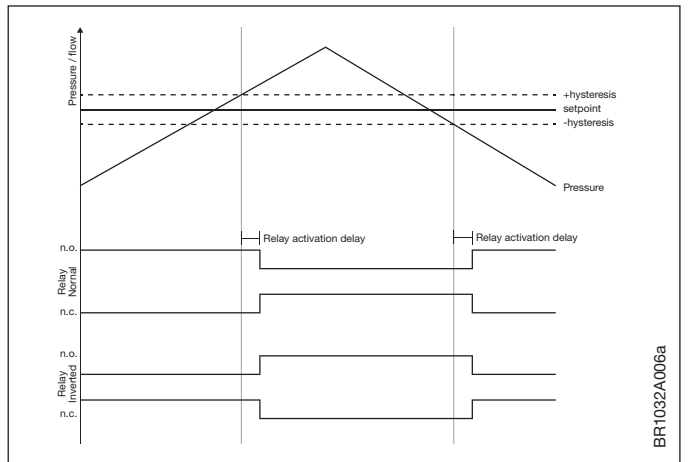 Pressure / flow
+hysteresis
setpoint
-hysteresis
Pressure
Relay activation delay
Relay activation delay
n.o.
Relay
Normal
n.c.
n.o.
Relay
Inverted
n.c.
BR1032A006a